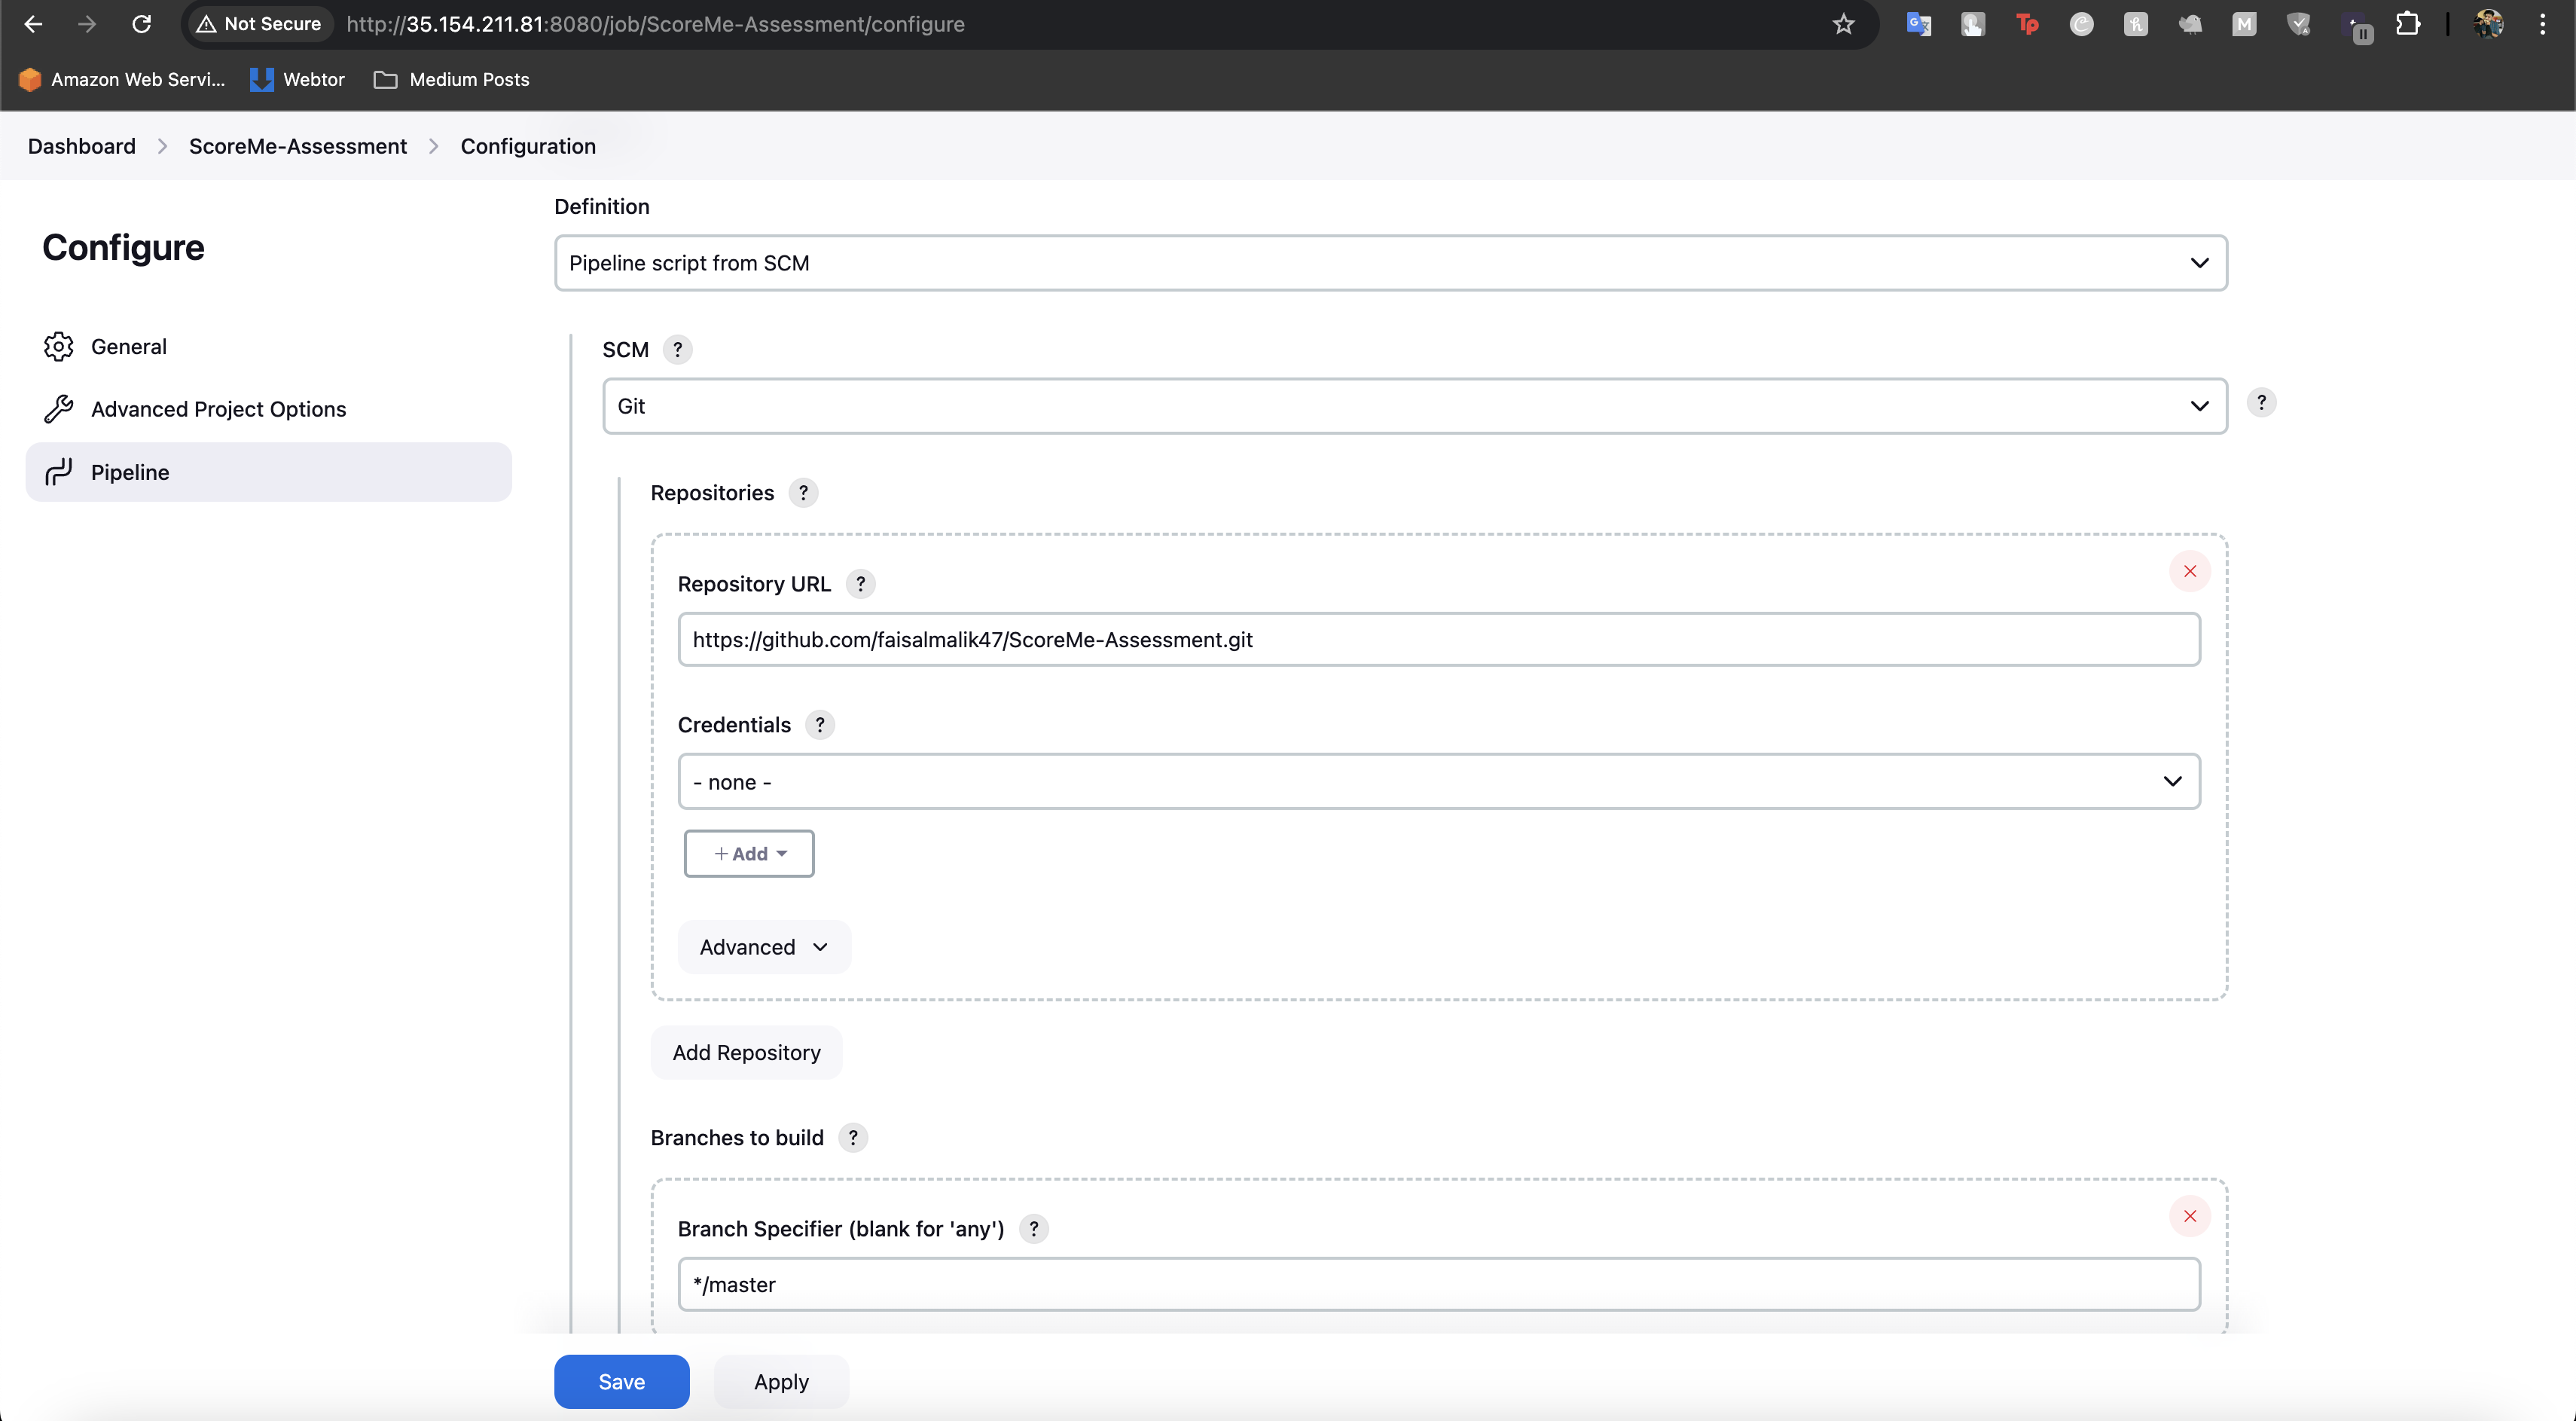 Not Secure http://35.154.211.81:8080/job/ScoreMe-Assessment/configure
Amazon Web Servi... Webtor Medium Posts
Dashboard ScoreMe-Assessment Configuration
Configure
General
Advanced Project Options
Pipeline
Definition
Pipeline script from SCM
SCM ?
Git
?
Repositories ?
Repository URL ?
https://github.com/faisalmalik47/ScoreMe-Assessment.git
Credentials ?
- none -
+ Add
Advanced
Add Repository
Branches to build ?
Branch Specifier (blank for 'any') ?
*/master
Save Apply